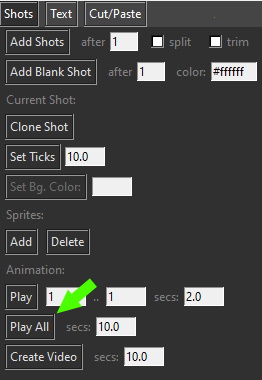 Shots Text Cut/Paste
Add Shots after 1 split trim
Add Blank Shot after 1 color: #ffffff
Current Shot:
Clone Shot
Set Ticks 10.0
Set Bg. Color:
Sprites:
Add Delete
Animation:
Play 1 .. 1 secs: 2.0
Play All secs: 10.0
Create Video secs: 10.0